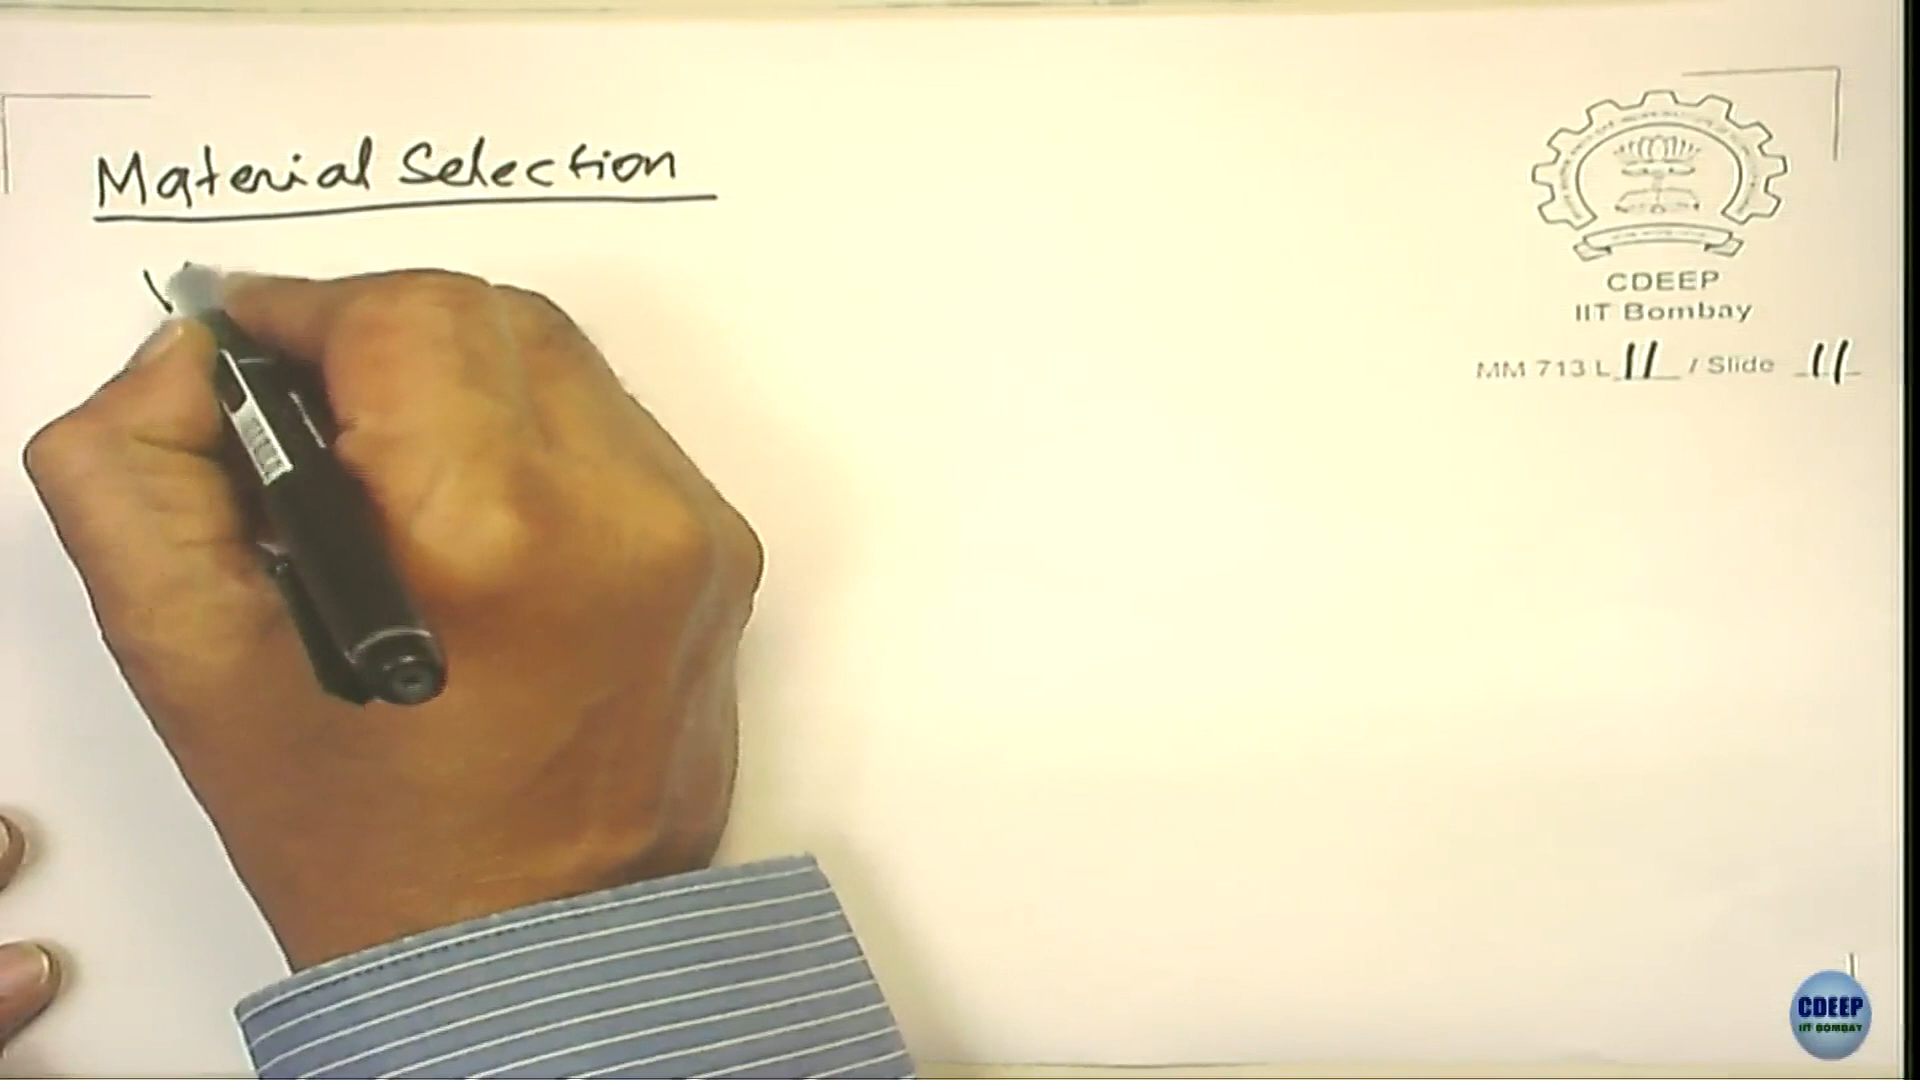 Material Selection
CDEEP
IIT Bombay
MM 713 L 11 / Slide 11
CDEEP
IIT BOMBAY